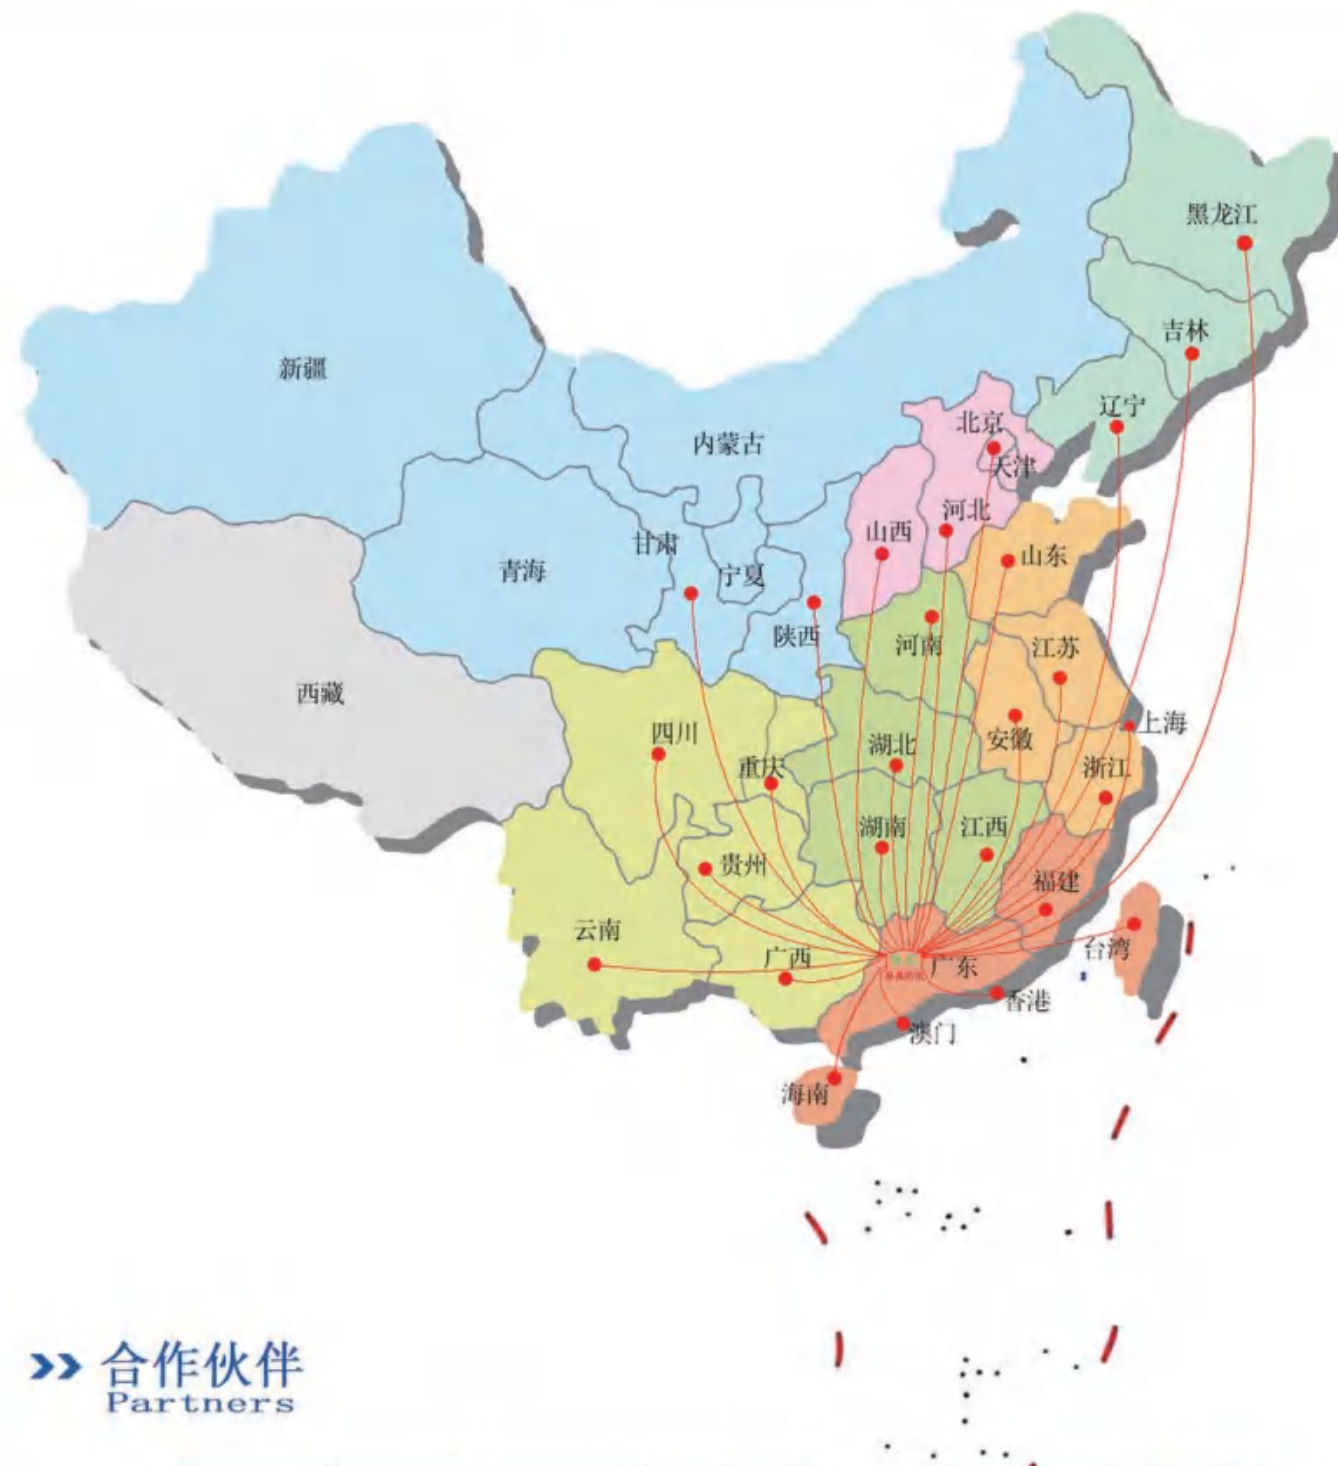 黑龙江
吉林
辽宁
新疆
北京
内蒙古
天津
河北
甘肃
山西
宁夏
山东
青海
陕西
河南
江苏
西藏
四川
湖北
安徽
上海
重庆
浙江
湖南
江西
贵州
福建
云南
广西
广东
台湾
香港
澳门
海南
合作伙伴
Partners